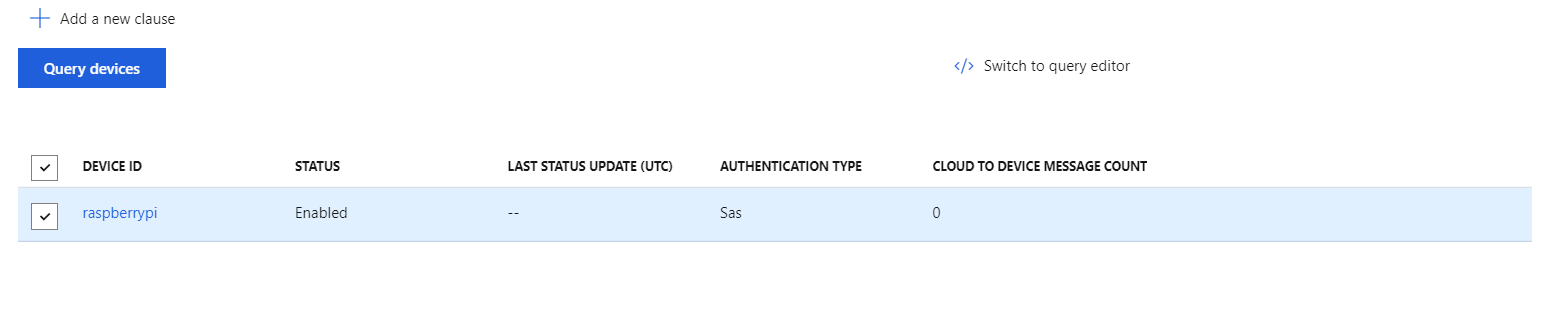 Add a new clause
Query devices
</> Switch to query editor
DEVICE ID STATUS LAST STATUS UPDATE (UTC) AUTHENTICATION TYPE CLOUD TO DEVICE MESSAGE COUNT
raspberrypi Enabled -- Sas 0